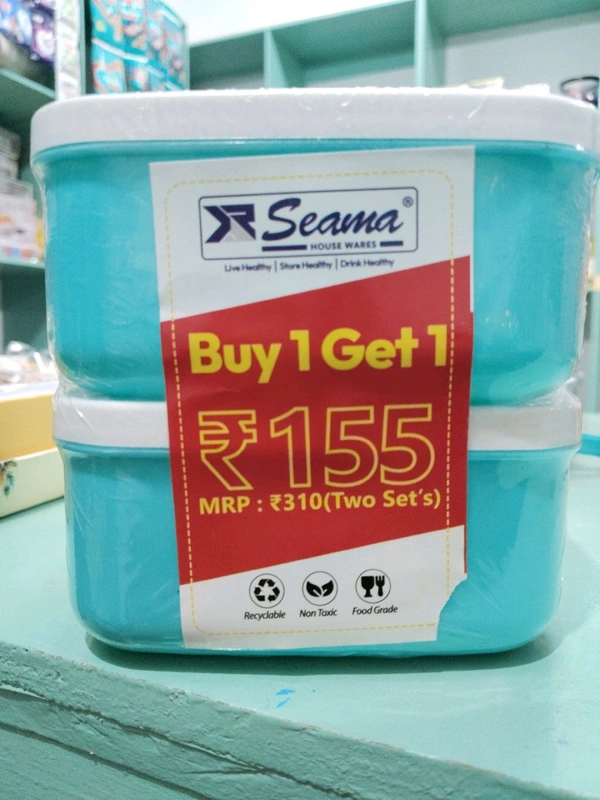 Seama®
HOUSE WARES
Live Healthy | Store Healthy | Drink Healthy
Buy 1 Get 1
₹155
MRP : ₹310(Two Set's)
Recyclable Non Toxic Food Grade